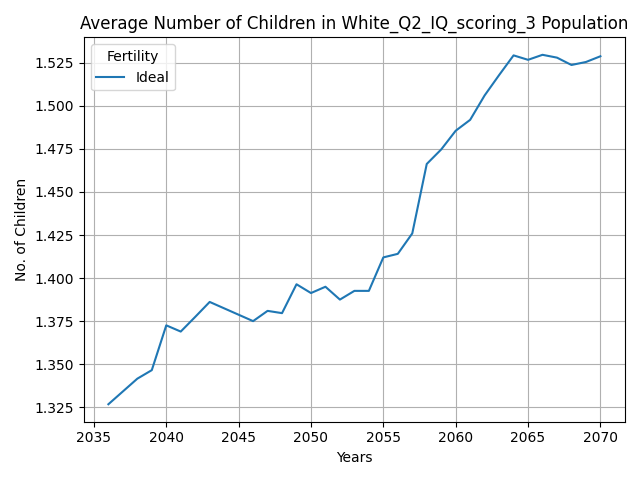 Average Number of Children in White_Q2_IQ_scoring_3 Population
Fertility
Ideal
No. of Children
1.525
1.500
1.475
1.450
1.425
1.400
1.375
1.350
1.325
2035 2040 2045 2050 2055 2060 2065 2070
Years